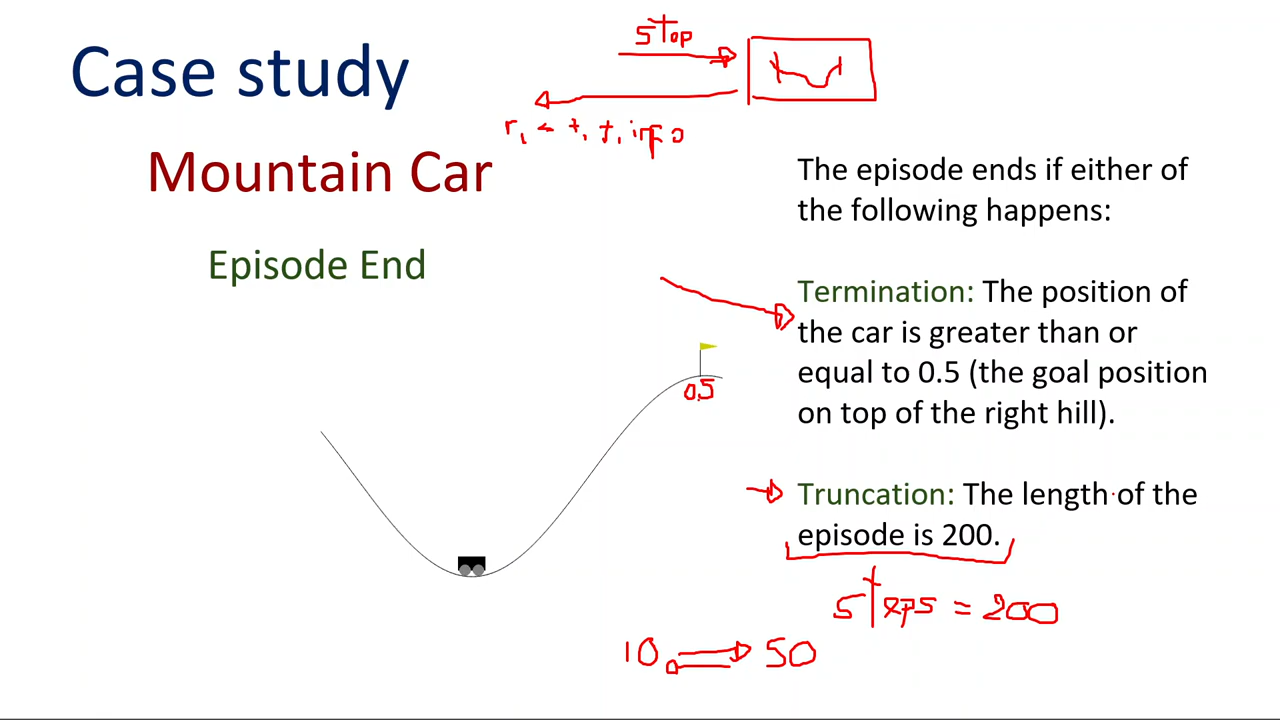 Case study
Stop
r, s t, t, info
Mountain Car
Episode End
The episode ends if either of
the following happens:
Termination: The position of
the car is greater than or
equal to 0.5 (the goal position
on top of the right hill).
0.5
Truncation: The length of the
episode is 200.
Steps = 200
10 50